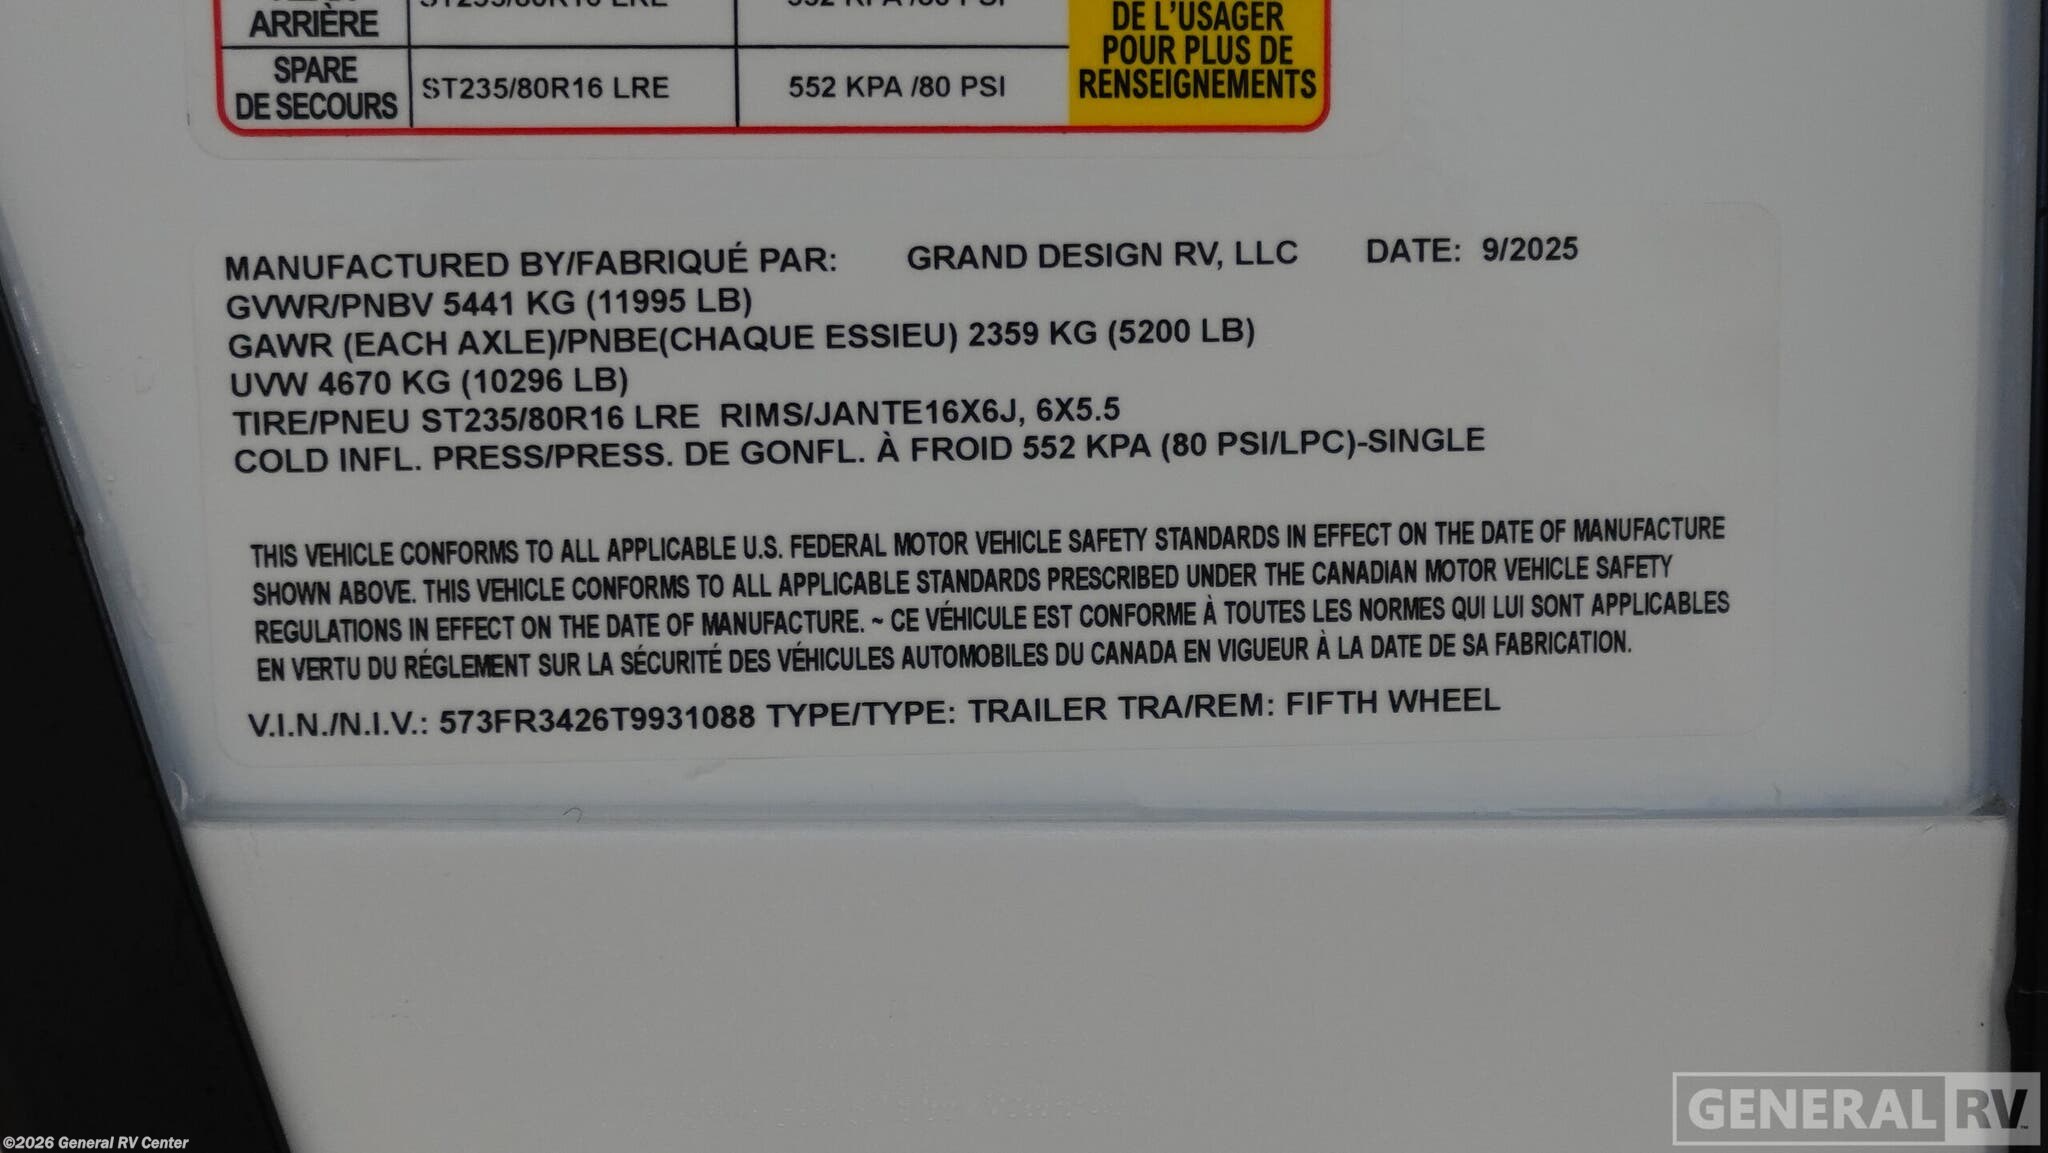 ARRIÈRE
ST235/80R16 LRE 552 KPA /80 PSI
DE L'USAGER
POUR PLUS DE
RENSEIGNEMENTS
SPARE
DE SECOURS
ST235/80R16 LRE 552 KPA /80 PSI
MANUFACTURED BY/FABRIQUÉ PAR: GRAND DESIGN RV, LLC DATE: 9/2025
GVWR/PNBV 5441 KG (11995 LB)
GAWR (EACH AXLE)/PNBE(CHAQUE ESSIEU) 2359 KG (5200 LB)
UVW 4670 KG (10296 LB)
TIRE/PNEU ST235/80R16 LRE RIMS/JANTE16X6J, 6X5.5
COLD INFL. PRESS/PRESS. DE GONFL. À FROID 552 KPA (80 PSI/LPC)-SINGLE
THIS VEHICLE CONFORMS TO ALL APPLICABLE U.S. FEDERAL MOTOR VEHICLE SAFETY STANDARDS IN EFFECT ON THE DATE OF MANUFACTURE
SHOWN ABOVE. THIS VEHICLE CONFORMS TO ALL APPLICABLE STANDARDS PRESCRIBED UNDER THE CANADIAN MOTOR VEHICLE SAFETY
REGULATIONS IN EFFECT ON THE DATE OF MANUFACTURE. ~ CE VÉHICULE EST CONFORME À TOUTES LES NORMES QUI LUI SONT APPLICABLES
EN VERTU DU RÉGLEMENT SUR LA SÉCURITÉ DES VÉHICULES AUTOMOBILES DU CANADA EN VIGUEUR À LA DATE DE SA FABRICATION.
V.I.N./N.I.V.: 573FR3426T9931088 TYPE/TYPE: TRAILER TRA/REM: FIFTH WHEEL
GENERAL RV
©2026 General RV Center